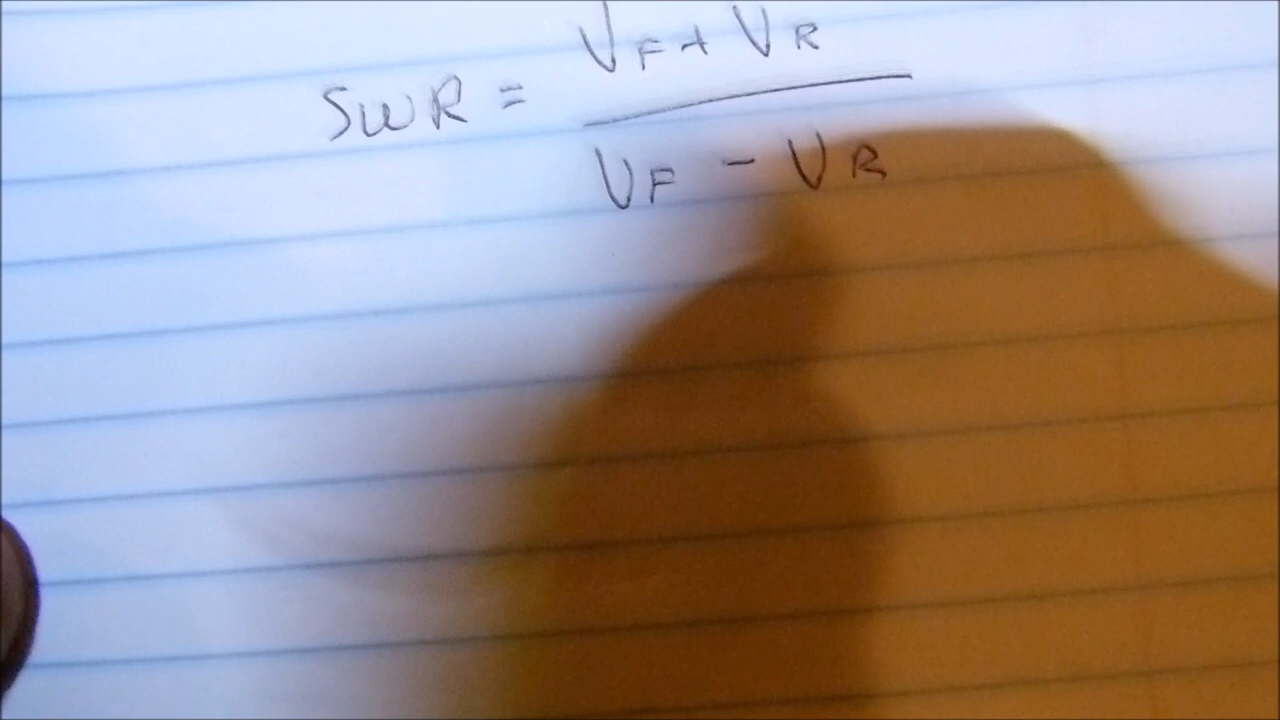 VF + VR
SWR =
VF - VR